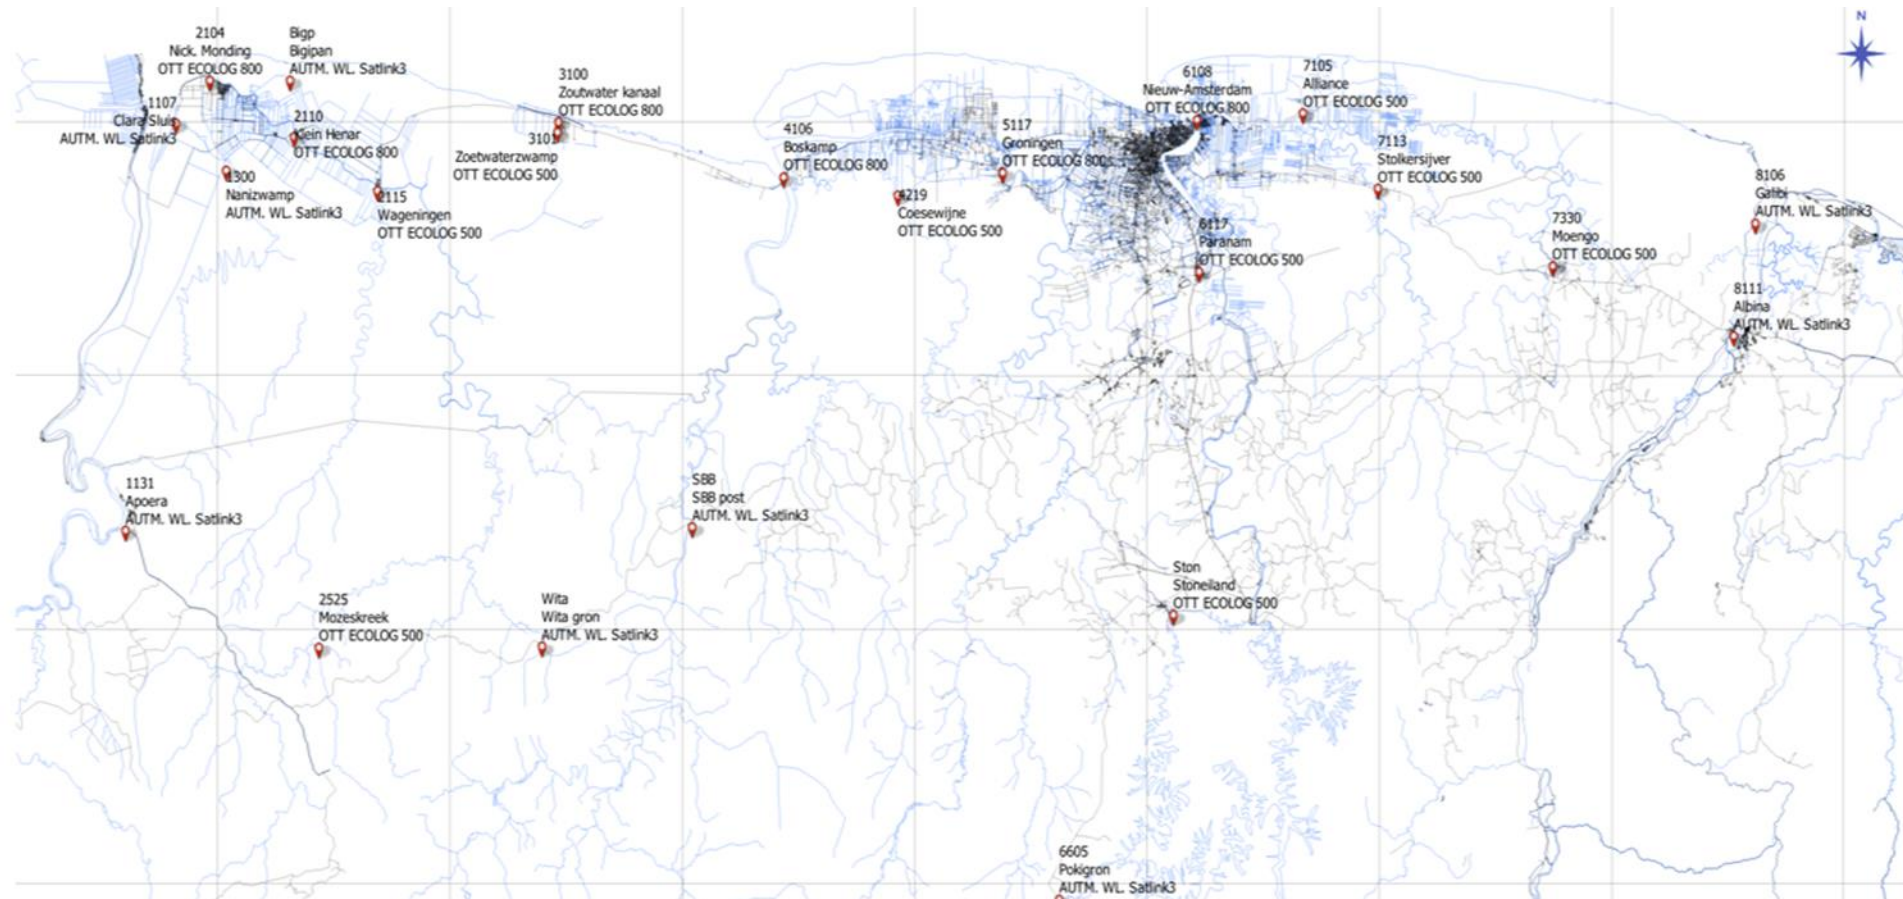 N
2104
Nick. Monding
OTT ECOLOG 800
Bigp
Bigipan
AUTM. WL. Satlink3
1107
Clara Sluis
AUTM. WL. Satlink3
2110
Klein Henar
OTT ECOLOG 800
1300
Nanizwamp
AUTM. WL. Satlink3
2115
Wageningen
OTT ECOLOG 500
3100
Zoutwater kanaal
OTT ECOLOG 800
3101
Zoetwaterzwamp
OTT ECOLOG 500
4106
Boskamp
OTT ECOLOG 800
4219
Coesewijne
OTT ECOLOG 500
5117
Groningen
OTT ECOLOG 800
6108
Nieuw-Amsterdam
OTT ECOLOG 800
7105
Alliance
OTT ECOLOG 500
7113
Stolkersijver
OTT ECOLOG 500
6117
Paranam
OTT ECOLOG 500
7330
Moengo
OTT ECOLOG 500
8106
Galibi
AUTM. WL. Satlink3
8111
Albina
AUTM. WL. Satlink3
1131
Apoera
AUTM. WL. Satlink3
SBB
SBB post
AUTM. WL. Satlink3
2525
Mozeskreek
OTT ECOLOG 500
Wita
Wita gron
AUTM. WL. Satlink3
Ston
Stoneiland
OTT ECOLOG 500
6605
Pokigron
AUTM. WL. Satlink3